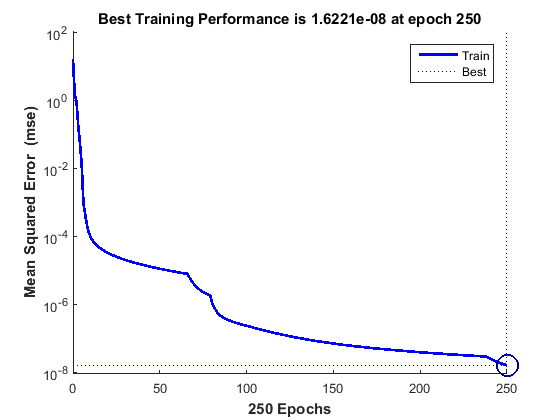 Best Training Performance is 1.6221e-08 at epoch 250
Mean Squared Error (mse)
10^2
10^0
10^-2
10^-4
10^-6
10^-8
Train
Best
0 50 100 150 200 250
250 Epochs